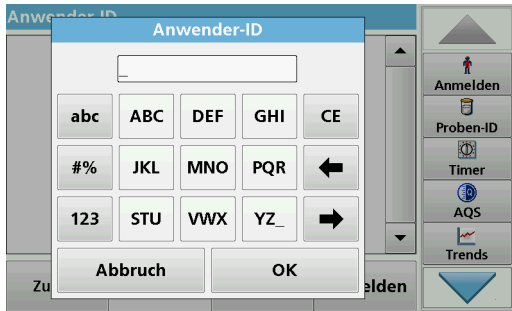 Anwender-ID
Anwender-ID
_
abc ABC DEF GHI CE
#% JKL MNO PQR
123 STU VWX YZ_
Abbruch OK
Zu elden
Anmelden
Proben-ID
Timer
AQS
Trends